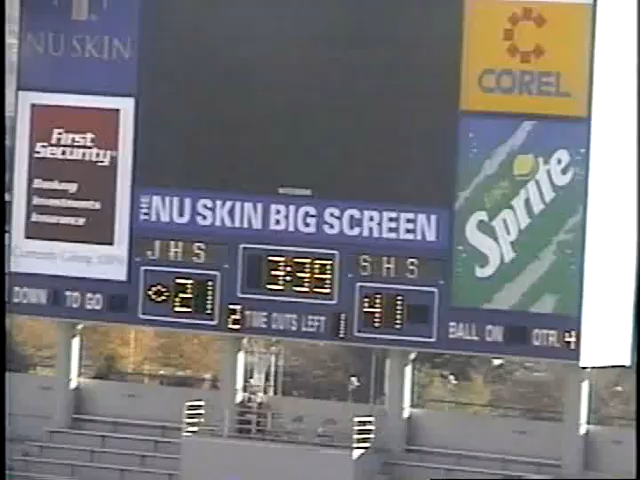 NU SKIN
COREL
First
Security
Banking
Investments
Insurance
Sprite
THE NU SKIN BIG SCREEN
JHS
3:39
SHS
21
41
DOWN TO GO
2 TIME OUTS LEFT 1
BALL ON
QTR. 4